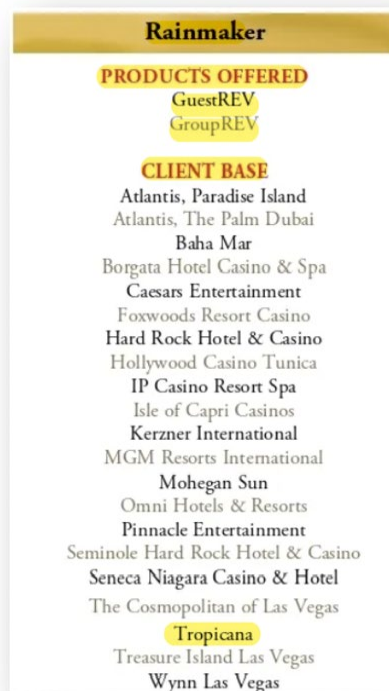 Rainmaker
PRODUCTS OFFERED
GuestREV
GroupREV
CLIENT BASE
Atlantis, Paradise Island
Atlantis, The Palm Dubai
Baha Mar
Borgata Hotel Casino & Spa
Caesars Entertainment
Foxwoods Resort Casino
Hard Rock Hotel & Casino
Hollywood Casino Tunica
IP Casino Resort Spa
Isle of Capri Casinos
Kerzner International
MGM Resorts International
Mohegan Sun
Omni Hotels & Resorts
Pinnacle Entertainment
Seminole Hard Rock Hotel & Casino
Seneca Niagara Casino & Hotel
The Cosmopolitan of Las Vegas
Tropicana
Treasure Island Las Vegas
Wynn Las Vegas